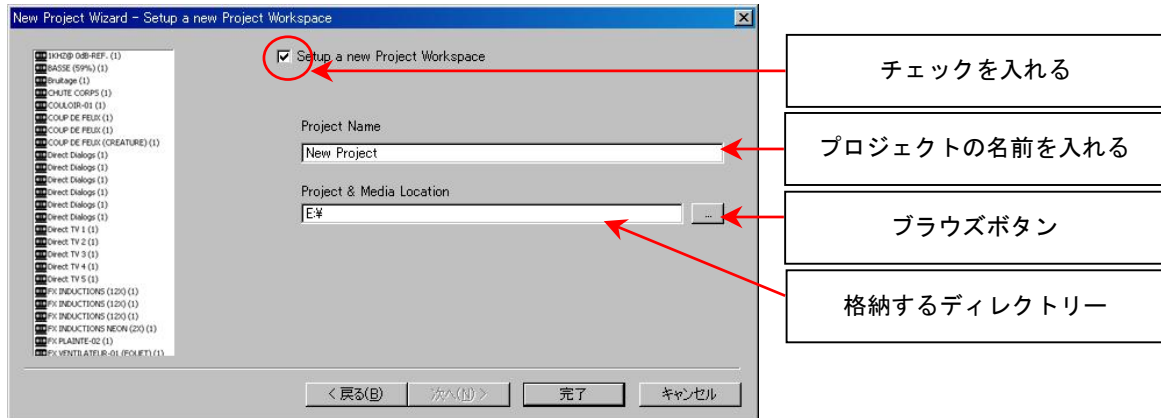 New Project Wizard - Setup a new Project Workspace
1KHZ@ 0dB-REF. (1)
BASSE (59%) (1)
Bruitage (1)
CHUTE CORPS (1)
COULOIR-01 (1)
COUP DE FEUX (1)
COUP DE FEUX (1)
COUP DE FEUX (CREATURE) (1)
Direct Dialogs (1)
Direct Dialogs (1)
Direct Dialogs (1)
Direct Dialogs (1)
Direct Dialogs (1)
Direct Dialogs (1)
Direct TV 1 (1)
Direct TV 2 (1)
Direct TV 3 (1)
Direct TV 4 (1)
Direct TV 5 (1)
FX INDUCTIONS (12X) (1)
FX INDUCTIONS (12X) (1)
FX INDUCTIONS (12X) (1)
FX INDUCTIONS NEON (2X) (1)
FX PLAINTE-02 (1)
FX VENTILATEUR-01 (FOUET) (1)
Setup a new Project Workspace
Project Name
New Project
Project & Media Location
E:¥
...
< 戻る(B)
次へ(N) >
完了
キャンセル
チェックを入れる
プロジェクトの名前を入れる
ブラウズボタン
格納するディレクトリー